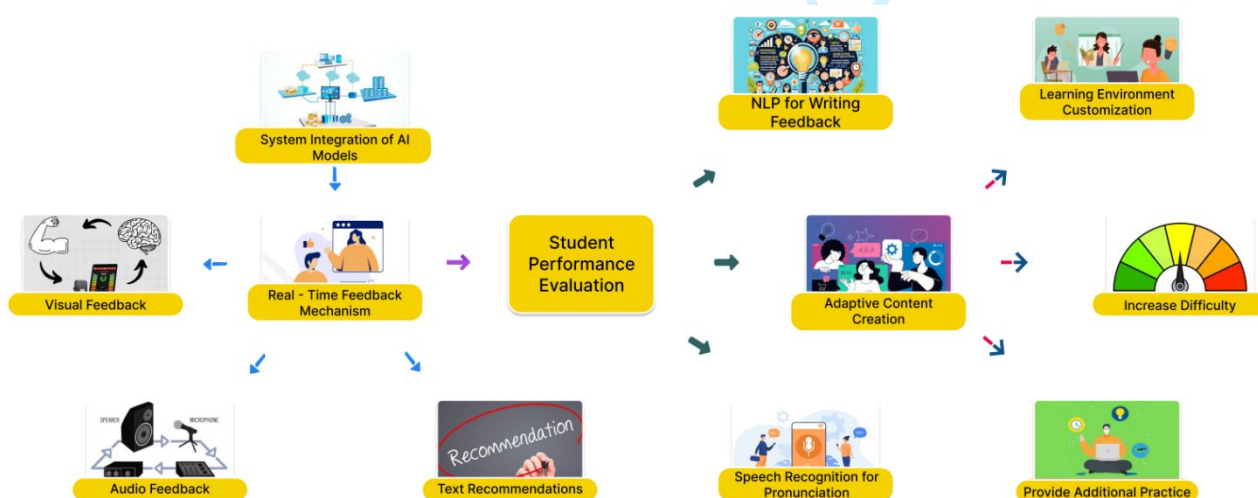 NLP for Writing
Feedback
Learning Environment
Customization
System Integration of AI
Models
Student
Performance
Evaluation
Visual Feedback
Real - Time Feedback
Mechanism
Adaptive Content
Creation
Increase Difficulty
SPEAKER
MICROPHONE
Recommendation
Audio Feedback
Text Recommendations
Speech Recognition for
Pronunciation
Provide Additional Practice